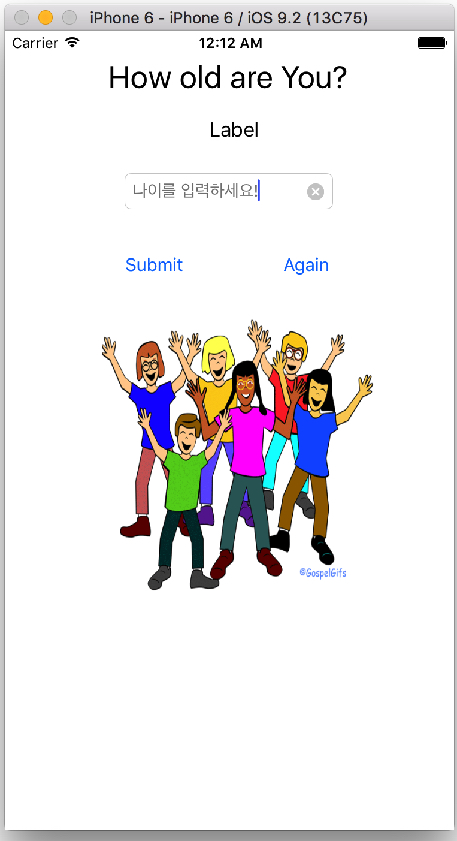 iPhone 6 - iPhone 6 / iOS 9.2 (13C75)
Carrier 12:12 AM
How old are You?
Label
나이를 입력하세요!
Submit Again
©GospelGifs